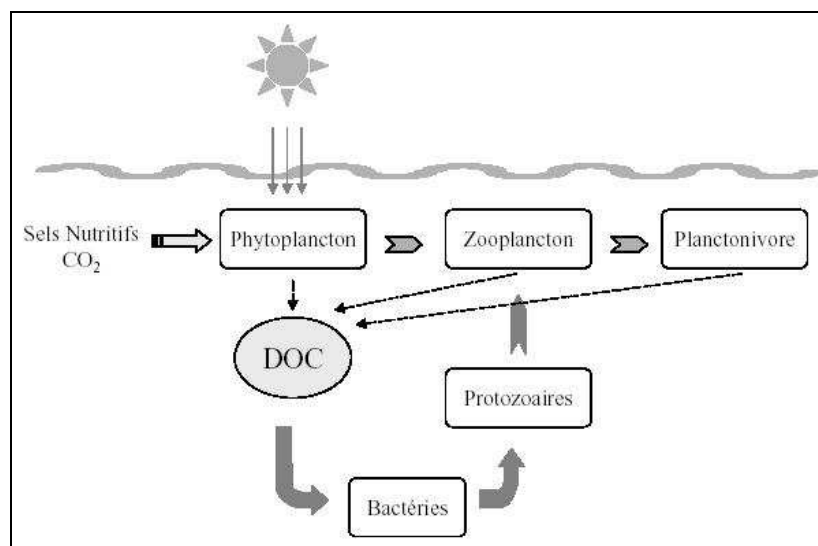 Sels Nutritifs
CO₂
Phytoplancton
Zooplancton
Planctonivore
DOC
Protozoaires
Bactéries